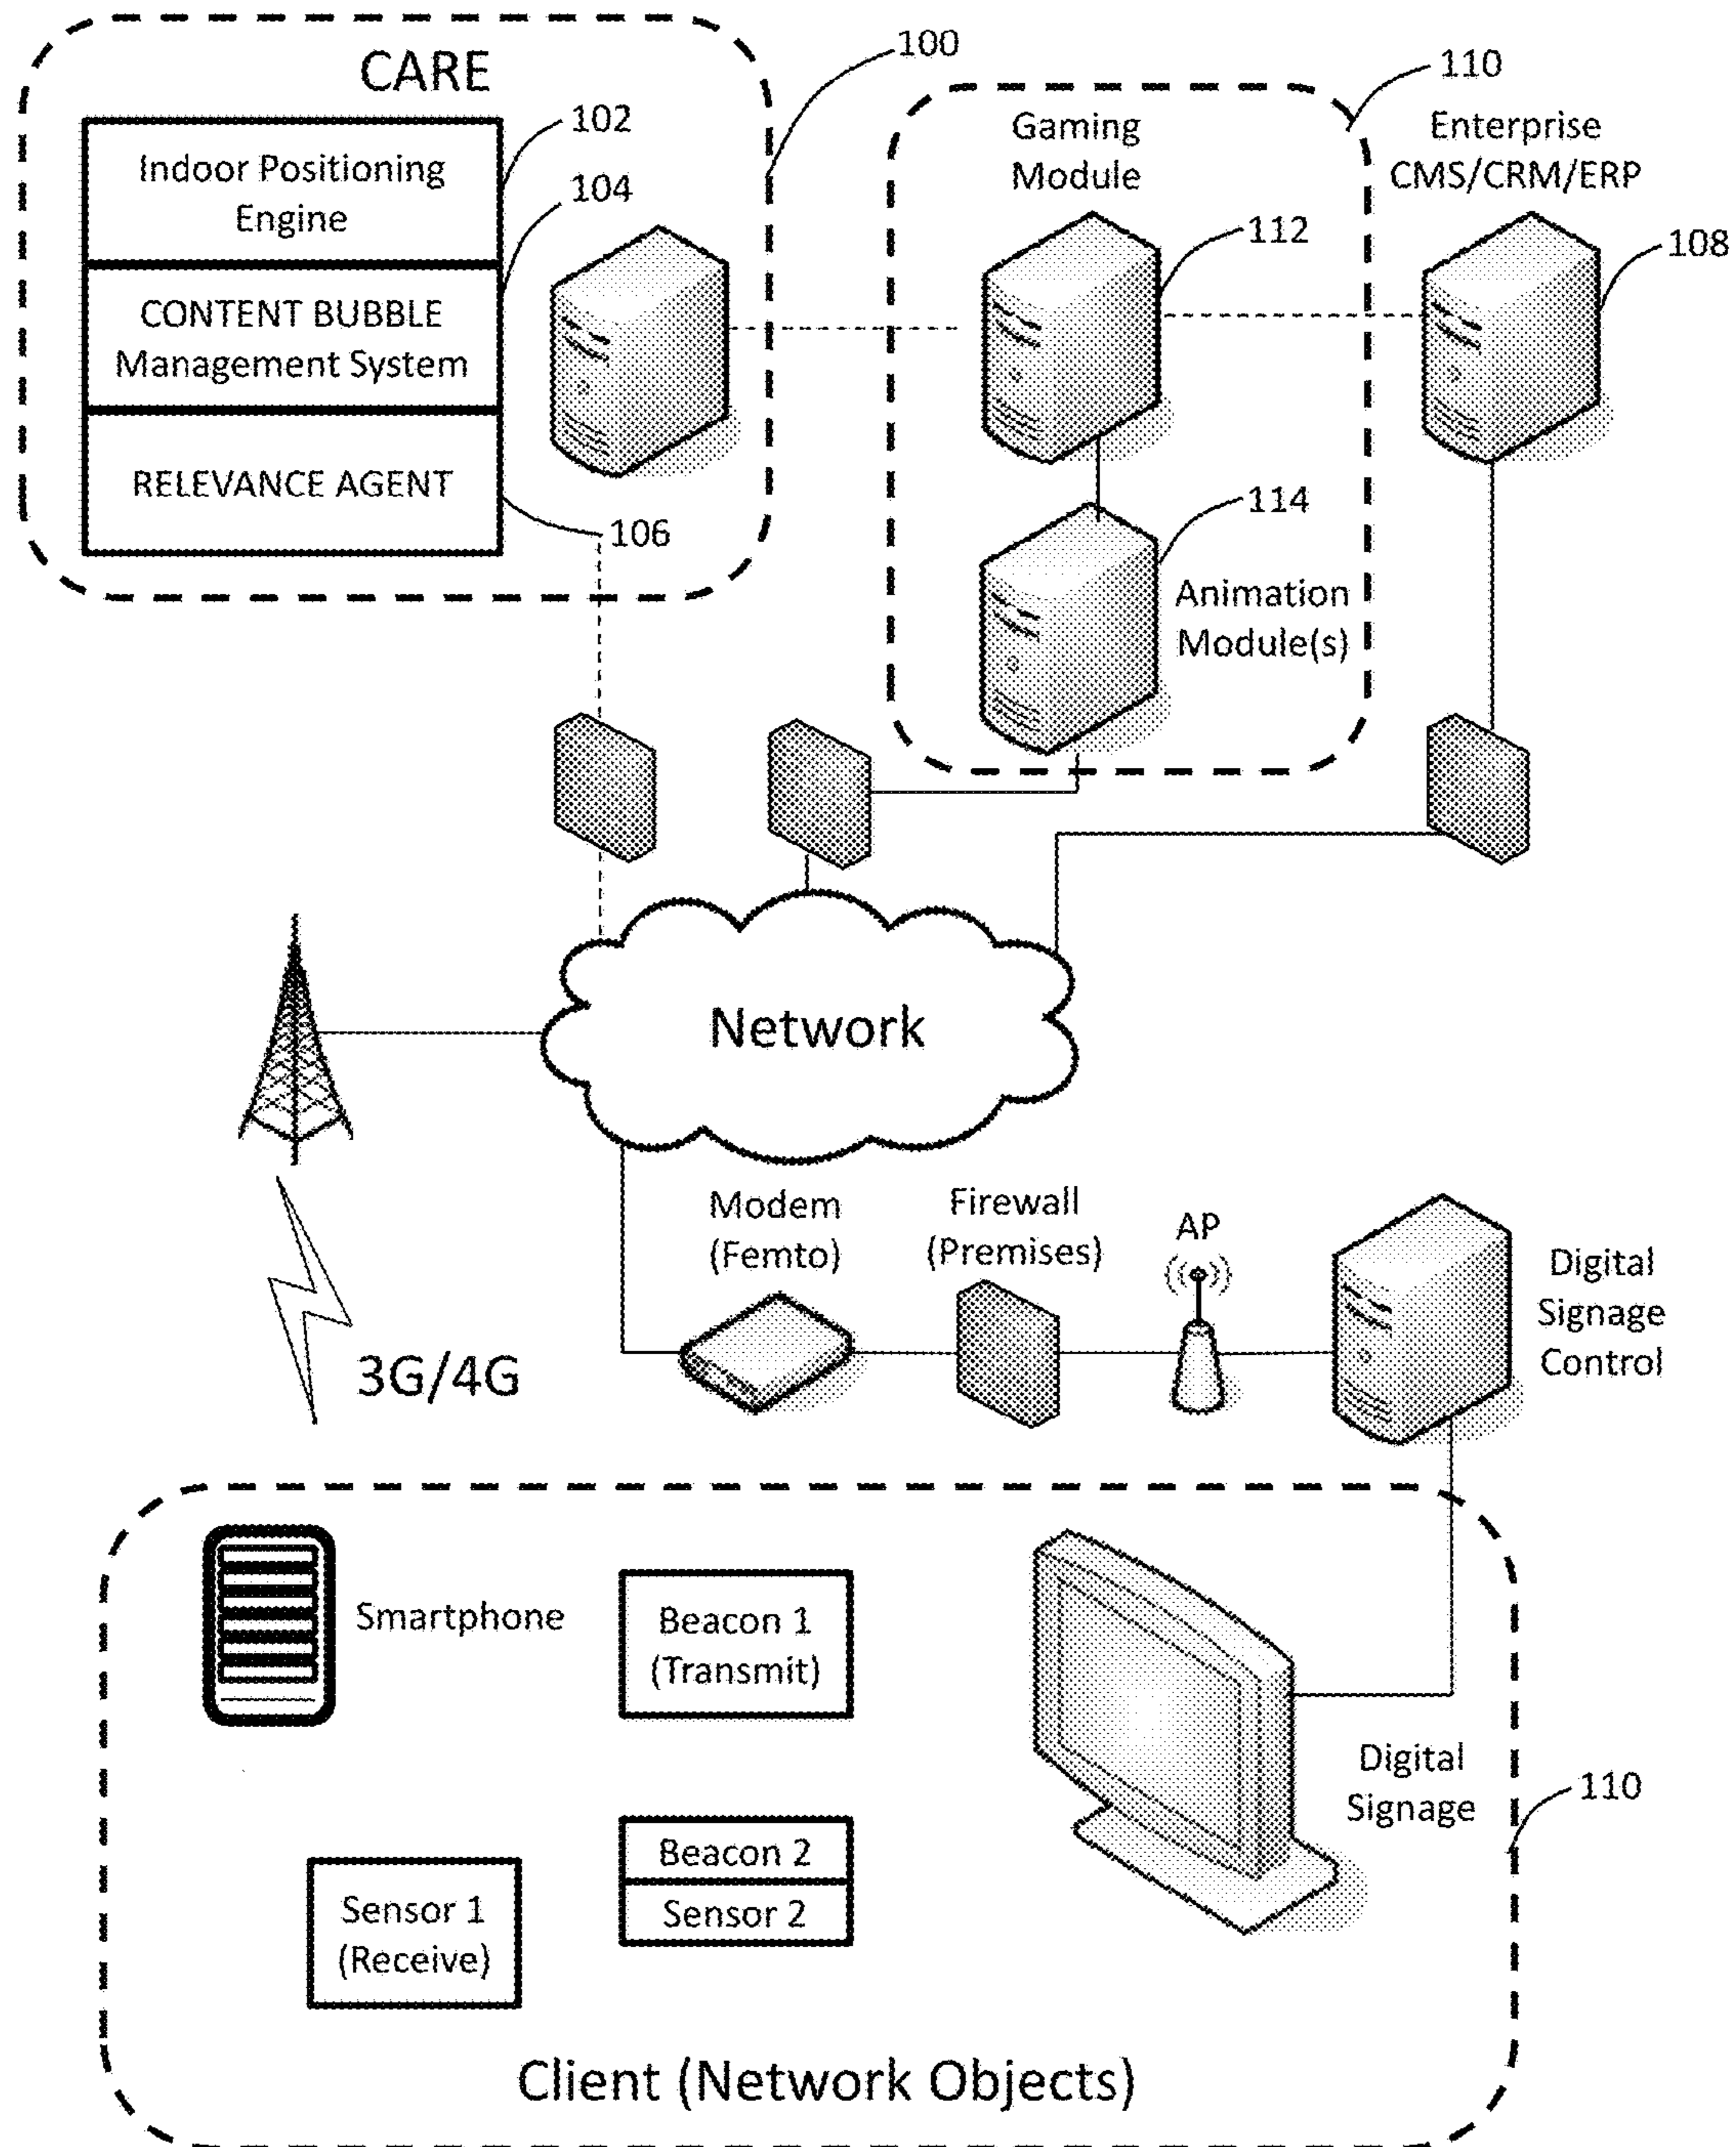 CARE
100
102
Indoor Positioning
Engine
104
CONTENT BUBBLE
Management System
RELEVANCE AGENT
106
110
Gaming
Module
112
114
Animation
Module(s)
Enterprise
CMS/CRM/ERP
108
Network
3G/4G
Modem
(Femto)
Firewall
(Premises)
AP
Digital
Signage
Control
Smartphone
Beacon 1
(Transmit)
Digital
Signage
110
Beacon 2
Sensor 2
Sensor 1
(Receive)
Client (Network Objects)